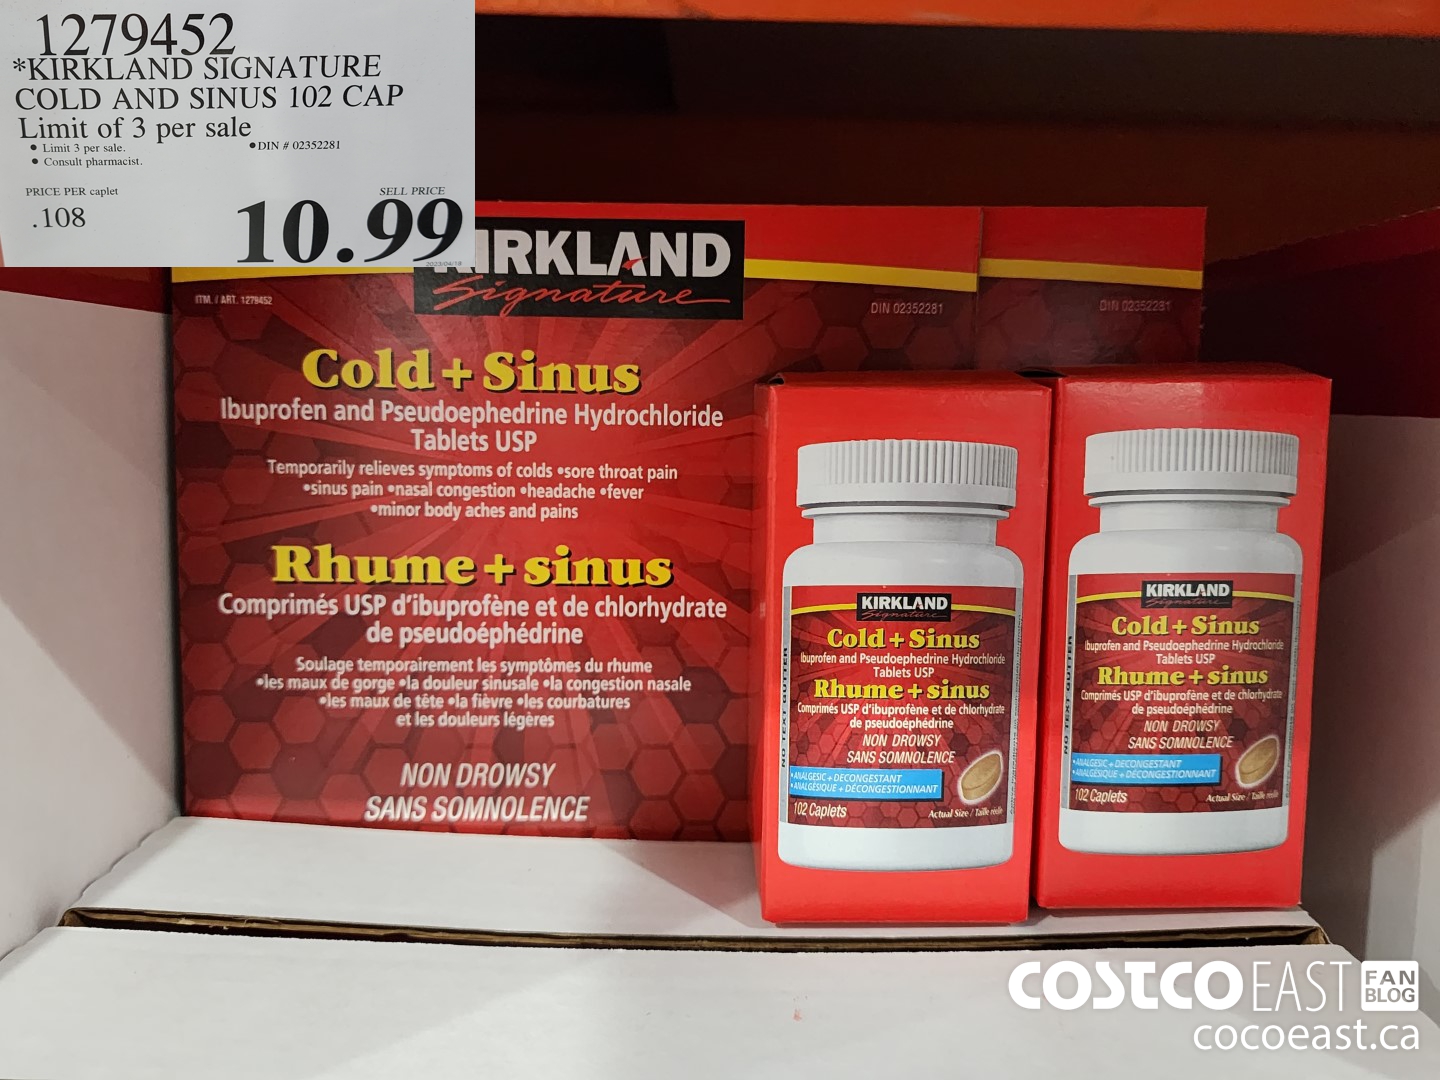 1279452
*KIRKLAND SIGNATURE
COLD AND SINUS 102 CAP
Limit of 3 per sale
• Limit 3 per sale.
• Consult pharmacist.
• DIN # 02352281
PRICE PER caplet
.108
SELL PRICE
10.99
2023/04/18
KIRKLAND
Signature
ITM. / ART. 1279452
DIN 02352281
Cold + Sinus
Ibuprofen and Pseudoephedrine Hydrochloride
Tablets USP
Temporarily relieves symptoms of colds •sore throat pain
•sinus pain •nasal congestion •headache •fever
•minor body aches and pains
Rhume + sinus
Comprimés USP d'ibuprofène et de chlorhydrate
de pseudoéphédrine
Soulage temporairement les symptômes du rhume
•les maux de gorge •la douleur sinusale •la congestion nasale
•les maux de tête •la fièvre •les courbatures
et les douleurs légères
NON DROWSY
SANS SOMNOLENCE
DIN 02352281
KIRKLAND
Signature
Cold + Sinus
Ibuprofen and Pseudoephedrine Hydrochloride
Tablets USP
Rhume + sinus
Comprimés USP d'ibuprofène et de chlorhydrate
de pseudoéphédrine
NON DROWSY
SANS SOMNOLENCE
•ANALGESIC + DECONGESTANT
•ANALGÉSIQUE + DÉCONGESTIONNANT
102 Caplets
Actual Size / Taille réelle
NO TEXT GUTTER
KIRKLAND
Signature
Cold + Sinus
Ibuprofen and Pseudoephedrine Hydrochloride
Tablets USP
Rhume + sinus
Comprimés USP d'ibuprofène et de chlorhydrate
de pseudoéphédrine
NON DROWSY
SANS SOMNOLENCE
•ANALGESIC + DECONGESTANT
•ANALGÉSIQUE + DÉCONGESTIONNANT
102 Caplets
Actual Size / Taille réelle
NO TEXT GUTTER
COSTCO EAST FAN
BLOG
cocoeast.ca